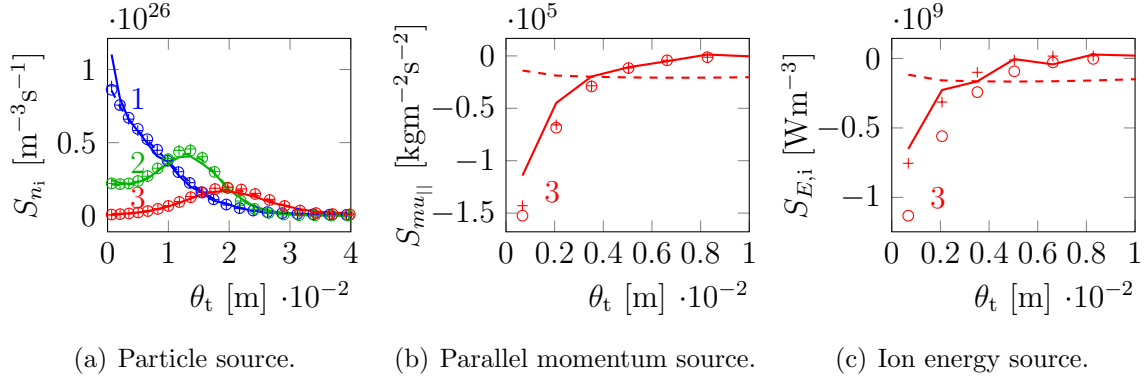 ·10^26
S_{n_i} [m^{-3}s^{-1}]
1
0.5
0
1
2
3
0 1 2 3 4
θ_t [m] ·10^{-2}
(a) Particle source.
·10^5
S_{mu||} [kgm^{-2}s^{-2}]
0
−0.5
−1
−1.5
3
0 0.2 0.4 0.6 0.8 1
θ_t [m] ·10^{-2}
(b) Parallel momentum source.
·10^9
S_{E,i} [Wm^{-3}]
0
−0.5
−1
3
0 0.2 0.4 0.6 0.8 1
θ_t [m] ·10^{-2}
(c) Ion energy source.